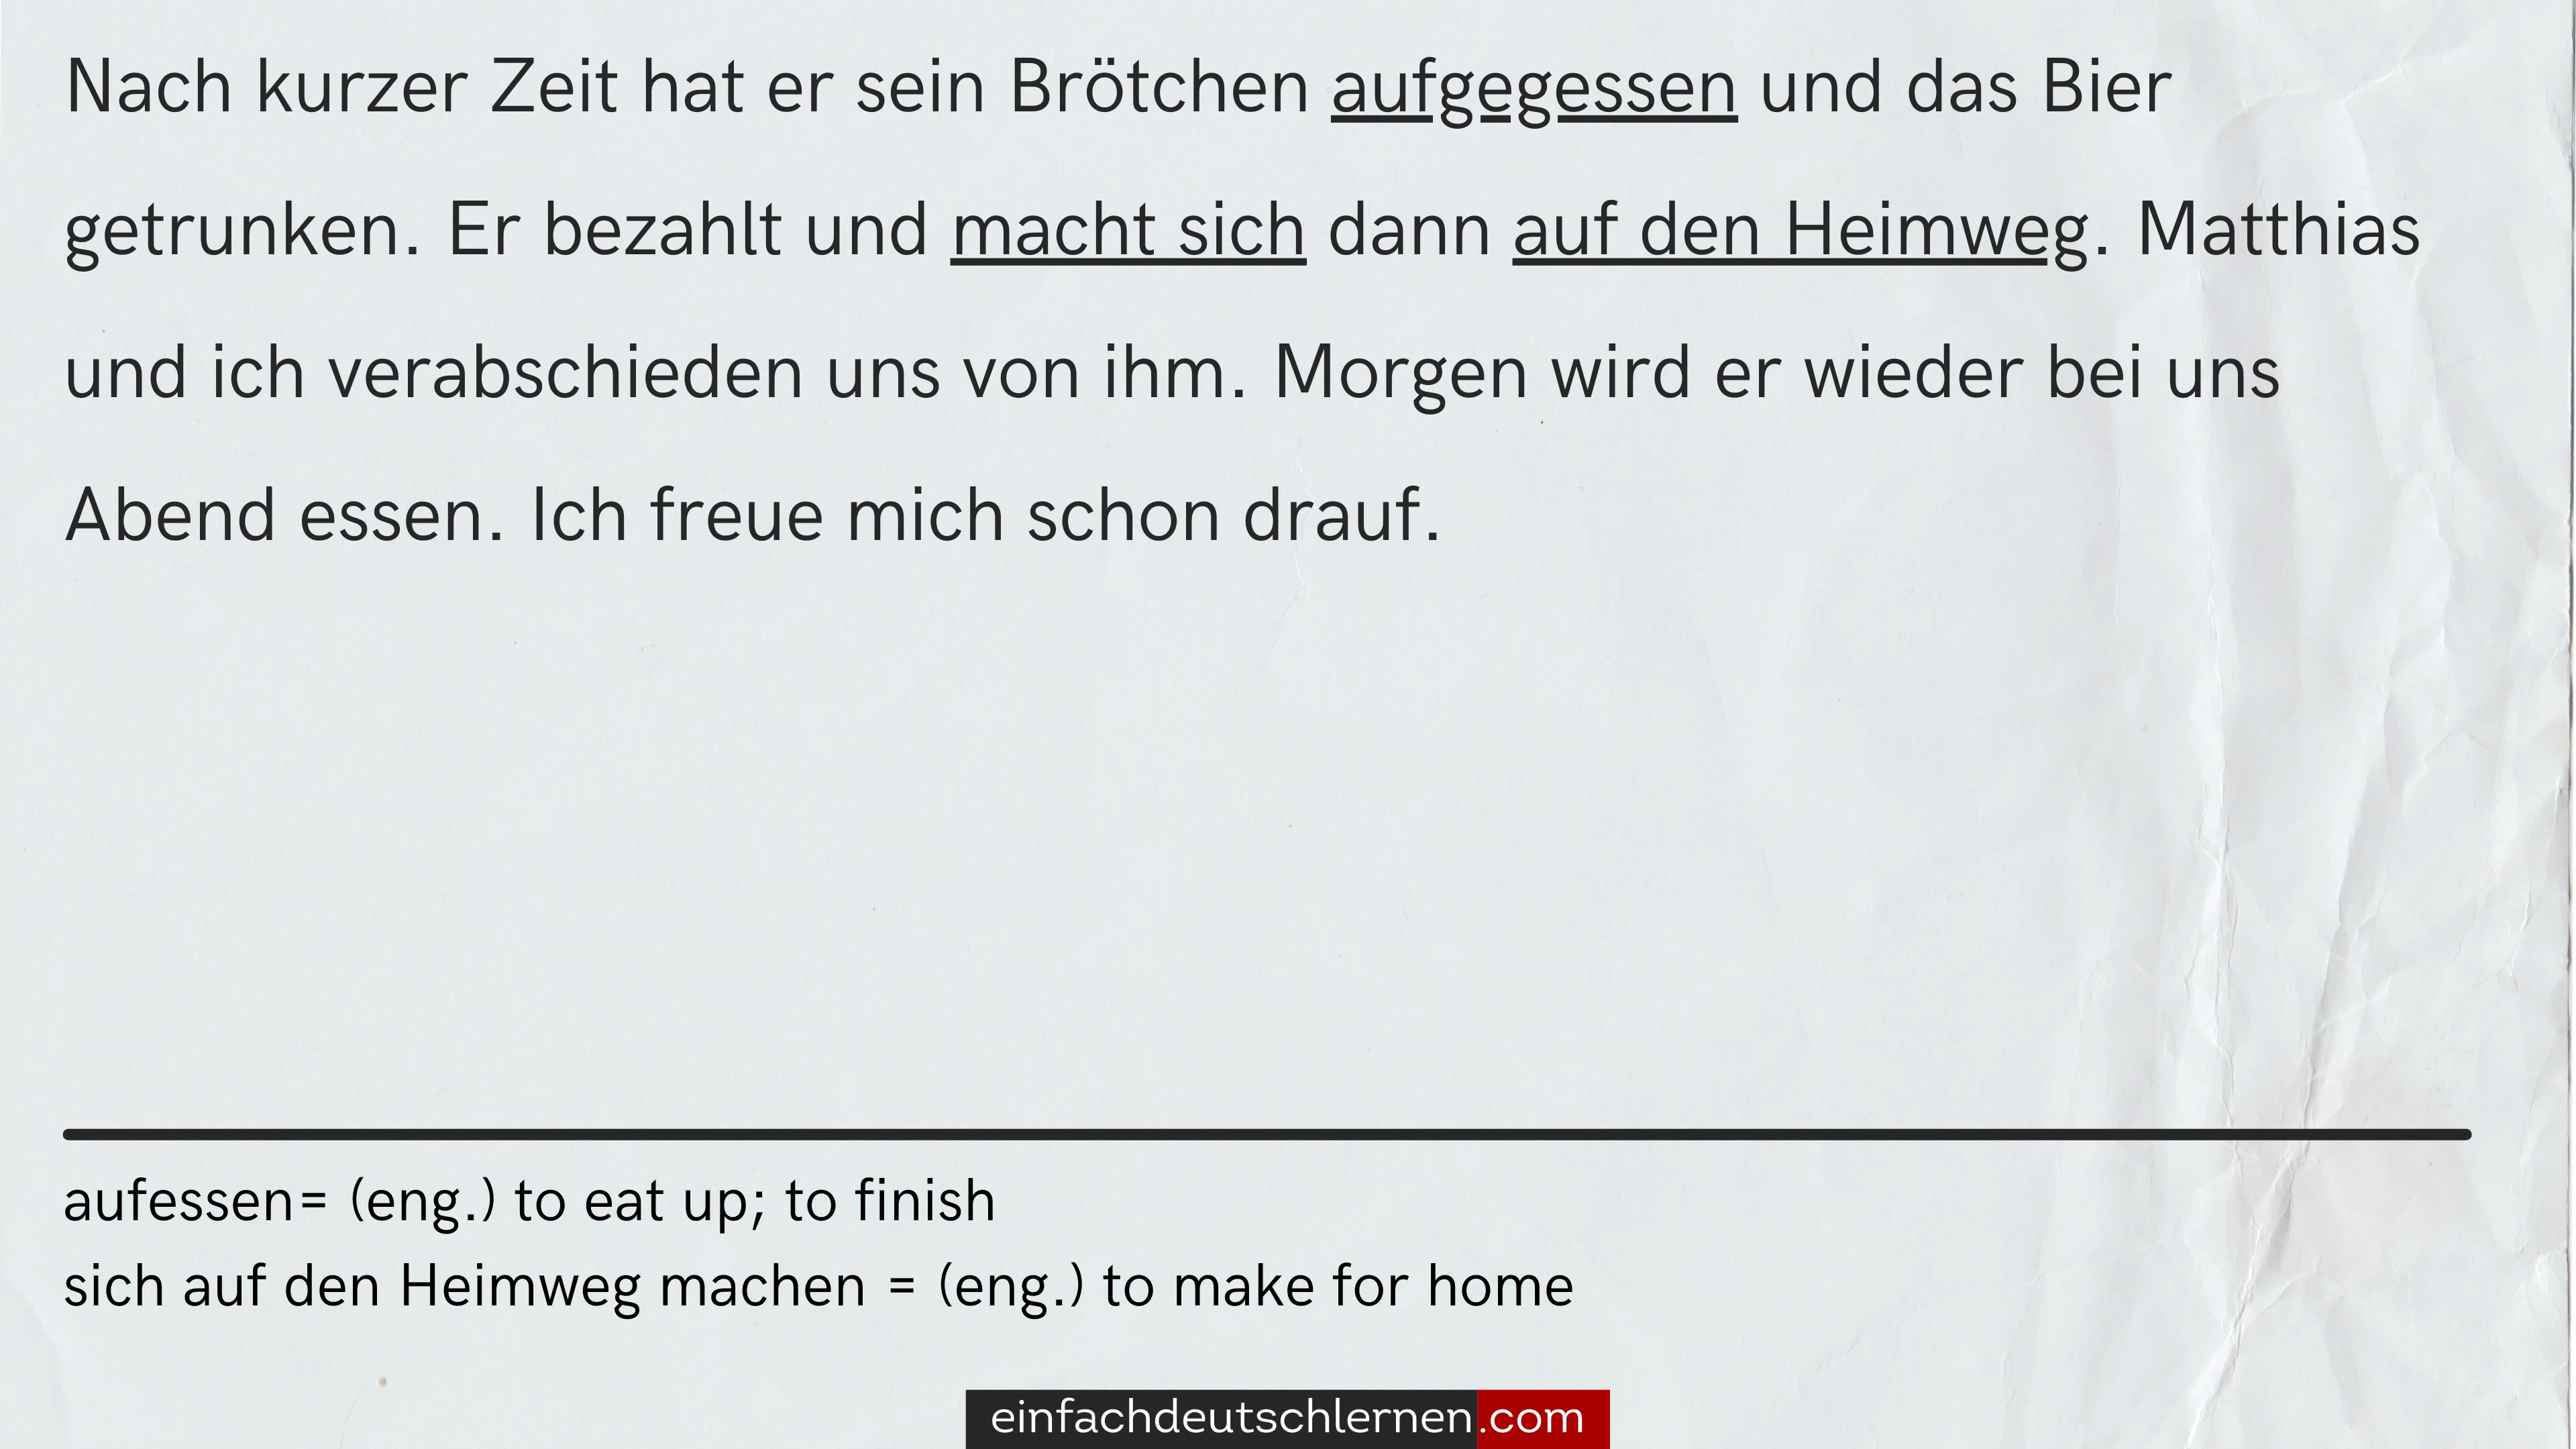 Nach kurzer Zeit hat er sein Brötchen aufgegessen und das Bier
getrunken. Er bezahlt und macht sich dann auf den Heimweg. Matthias
und ich verabschieden uns von ihm. Morgen wird er wieder bei uns
Abend essen. Ich freue mich schon drauf.
aufessen= (eng.) to eat up; to finish
sich auf den Heimweg machen = (eng.) to make for home
einfachdeutschlernen.com